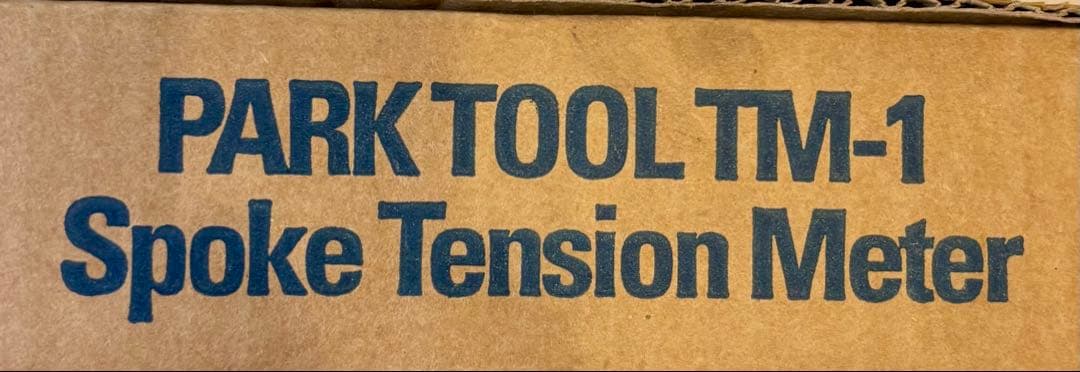 PARK TOOL TM-1
Spoke Tension Meter